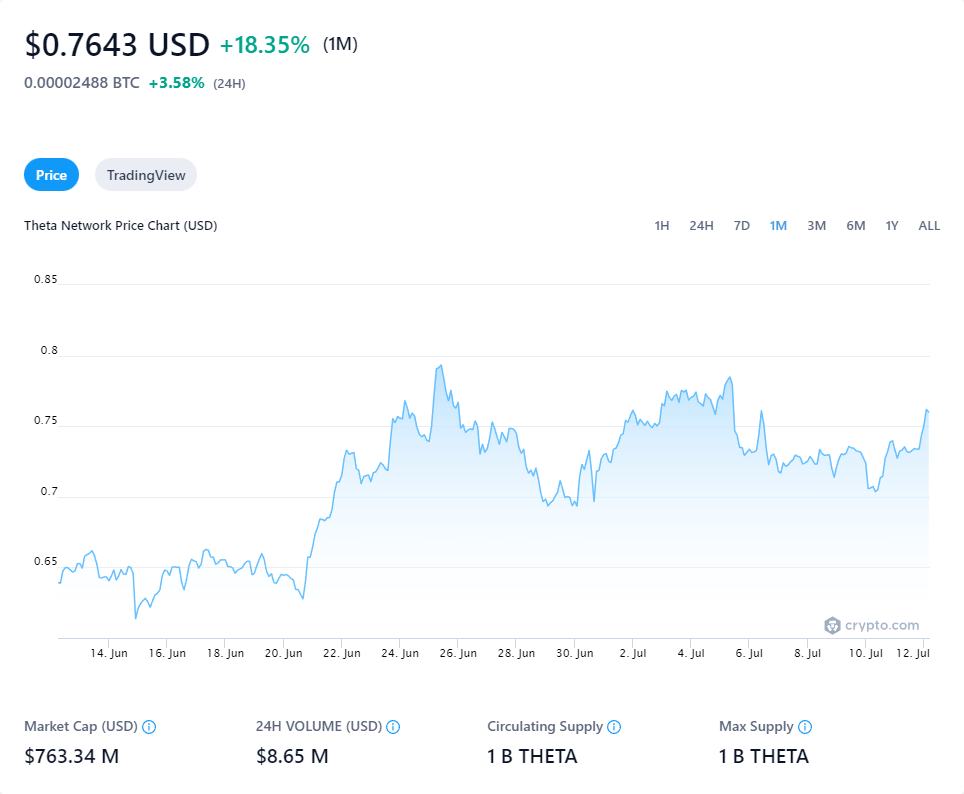 $0.7643 USD +18.35% (1M)
0.00002488 BTC +3.58% (24H)
Price TradingView
Theta Network Price Chart (USD) 1H 24H 7D 1M 3M 6M 1Y ALL
0.85
0.8
0.75
0.7
0.65
crypto.com
14. Jun 16. Jun 18. Jun 20. Jun 22. Jun 24. Jun 26. Jun 28. Jun 30. Jun 2. Jul 4. Jul 6. Jul 8. Jul 10. Jul 12. Jul
Market Cap (USD) 24H VOLUME (USD) Circulating Supply Max Supply
$763.34 M $8.65 M 1 B THETA 1 B THETA